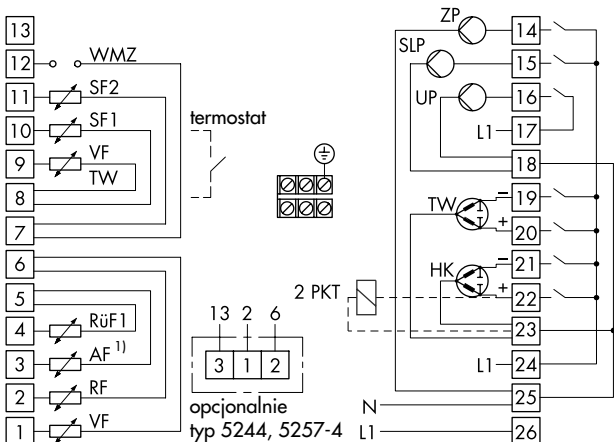 13
12 WMZ
11 SF2
10 SF1
9 VF
TW
8
7
6
5
4 RüF1
3 AF 1)
2 RF
1 VF
termostat
13 2 6
3 1 2
opcjonalnie
typ 5244, 5257-4
2 PKT
ZP 14
SLP 15
UP 16
L1 17
18
TW − 19
+ 20
HK − 21
+ 22
23
L1 24
25
N
L1 26